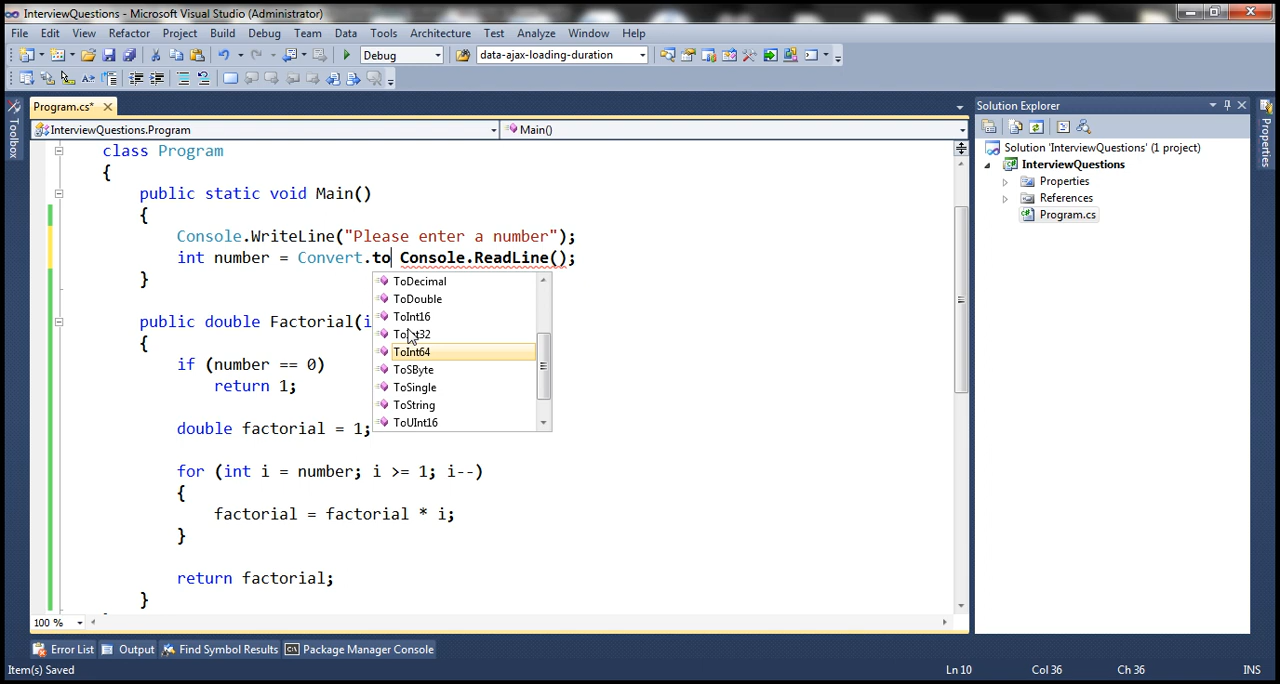 InterviewQuestions - Microsoft Visual Studio (Administrator)
File Edit View Refactor Project Build Debug Team Data Tools Architecture Test Analyze Window Help
Debug data-ajax-loading-duration
Program.cs* Solution Explorer
Toolbox
InterviewQuestions.Program Main()
class Program
{
public static void Main()
{
Console.WriteLine("Please enter a number");
int number = Convert.to Console.ReadLine();
}
ToDecimal
ToDouble
ToInt16
ToInt32
ToInt64
ToSByte
ToSingle
ToString
ToUInt16
public double Factorial(i
{
if (number == 0)
return 1;
double factorial = 1;
for (int i = number; i >= 1; i--)
{
factorial = factorial * i;
}
return factorial;
}
100 %
Solution 'InterviewQuestions' (1 project)
InterviewQuestions
Properties
References
Program.cs
Properties
Error List Output Find Symbol Results Package Manager Console
Item(s) Saved Ln 10 Col 36 Ch 36 INS